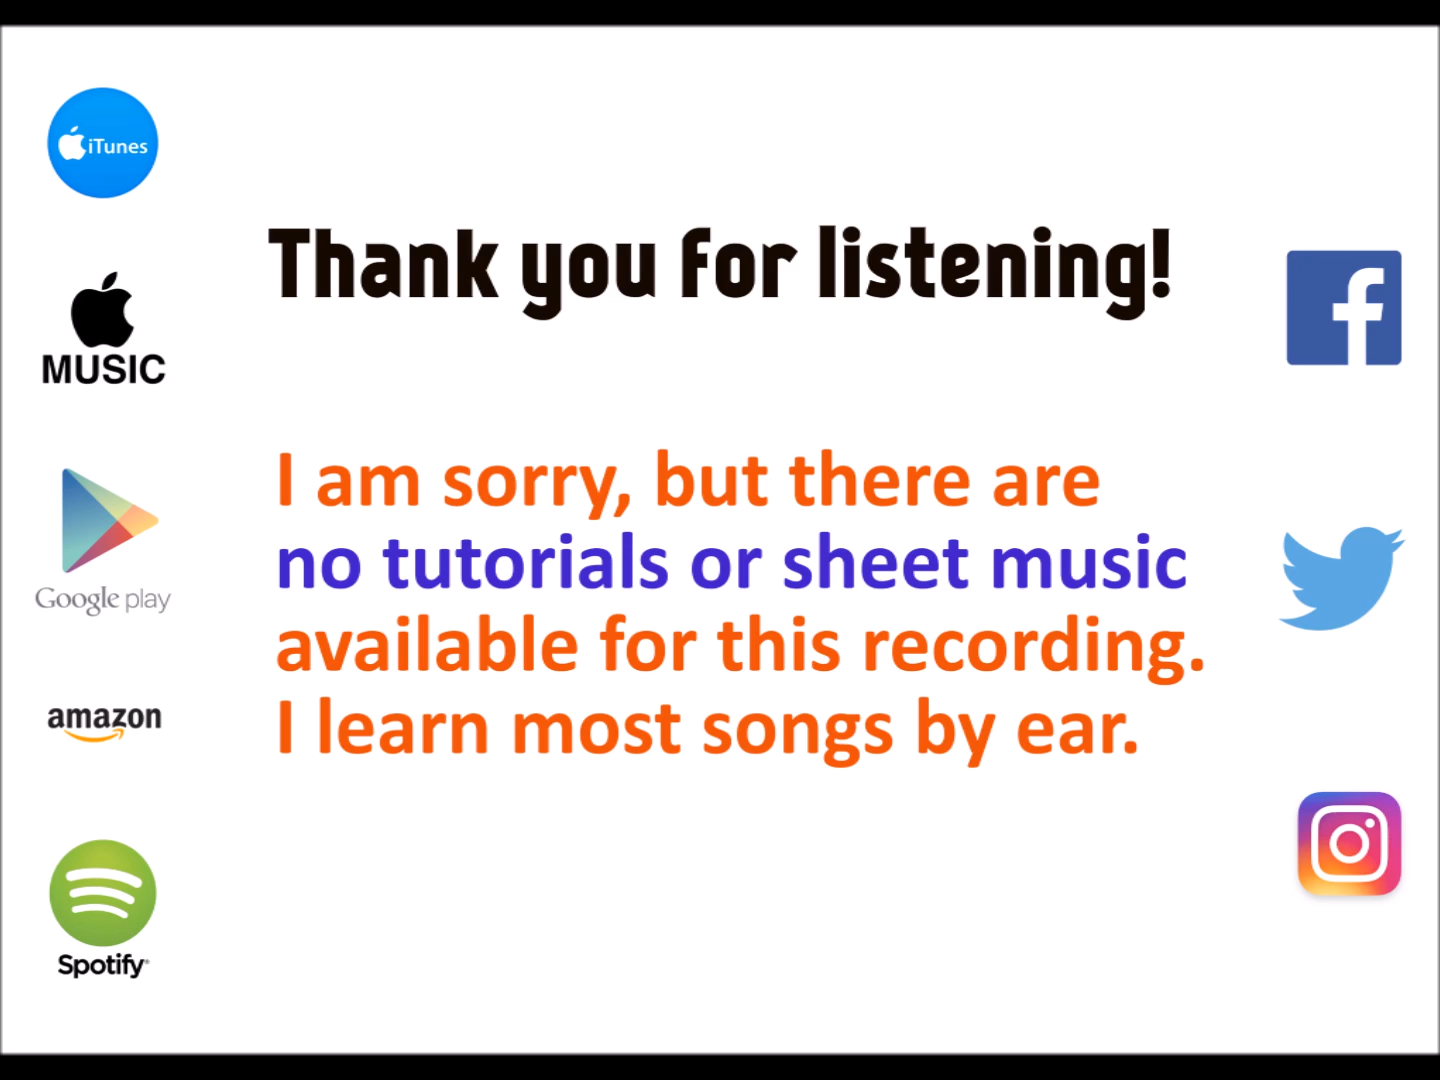 iTunes
MUSIC
Google play
amazon
Spotify
Thank you for listening!
I am sorry, but there are
no tutorials or sheet music
available for this recording.
I learn most songs by ear.